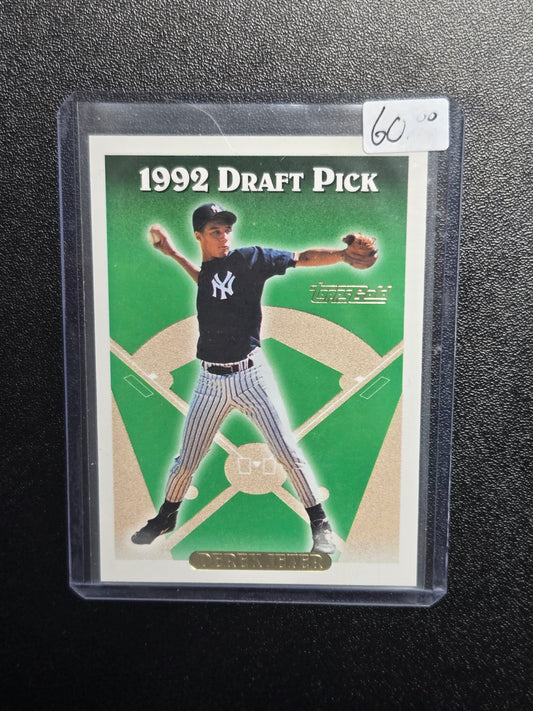 60.00
1992 DRAFT PICK
NY
Topps Gold
DEREK JETER